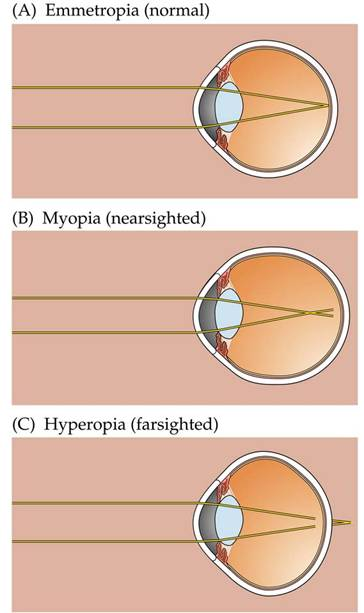 (A) Emmetropia (normal)
(B) Myopia (nearsighted)
(C) Hyperopia (farsighted)